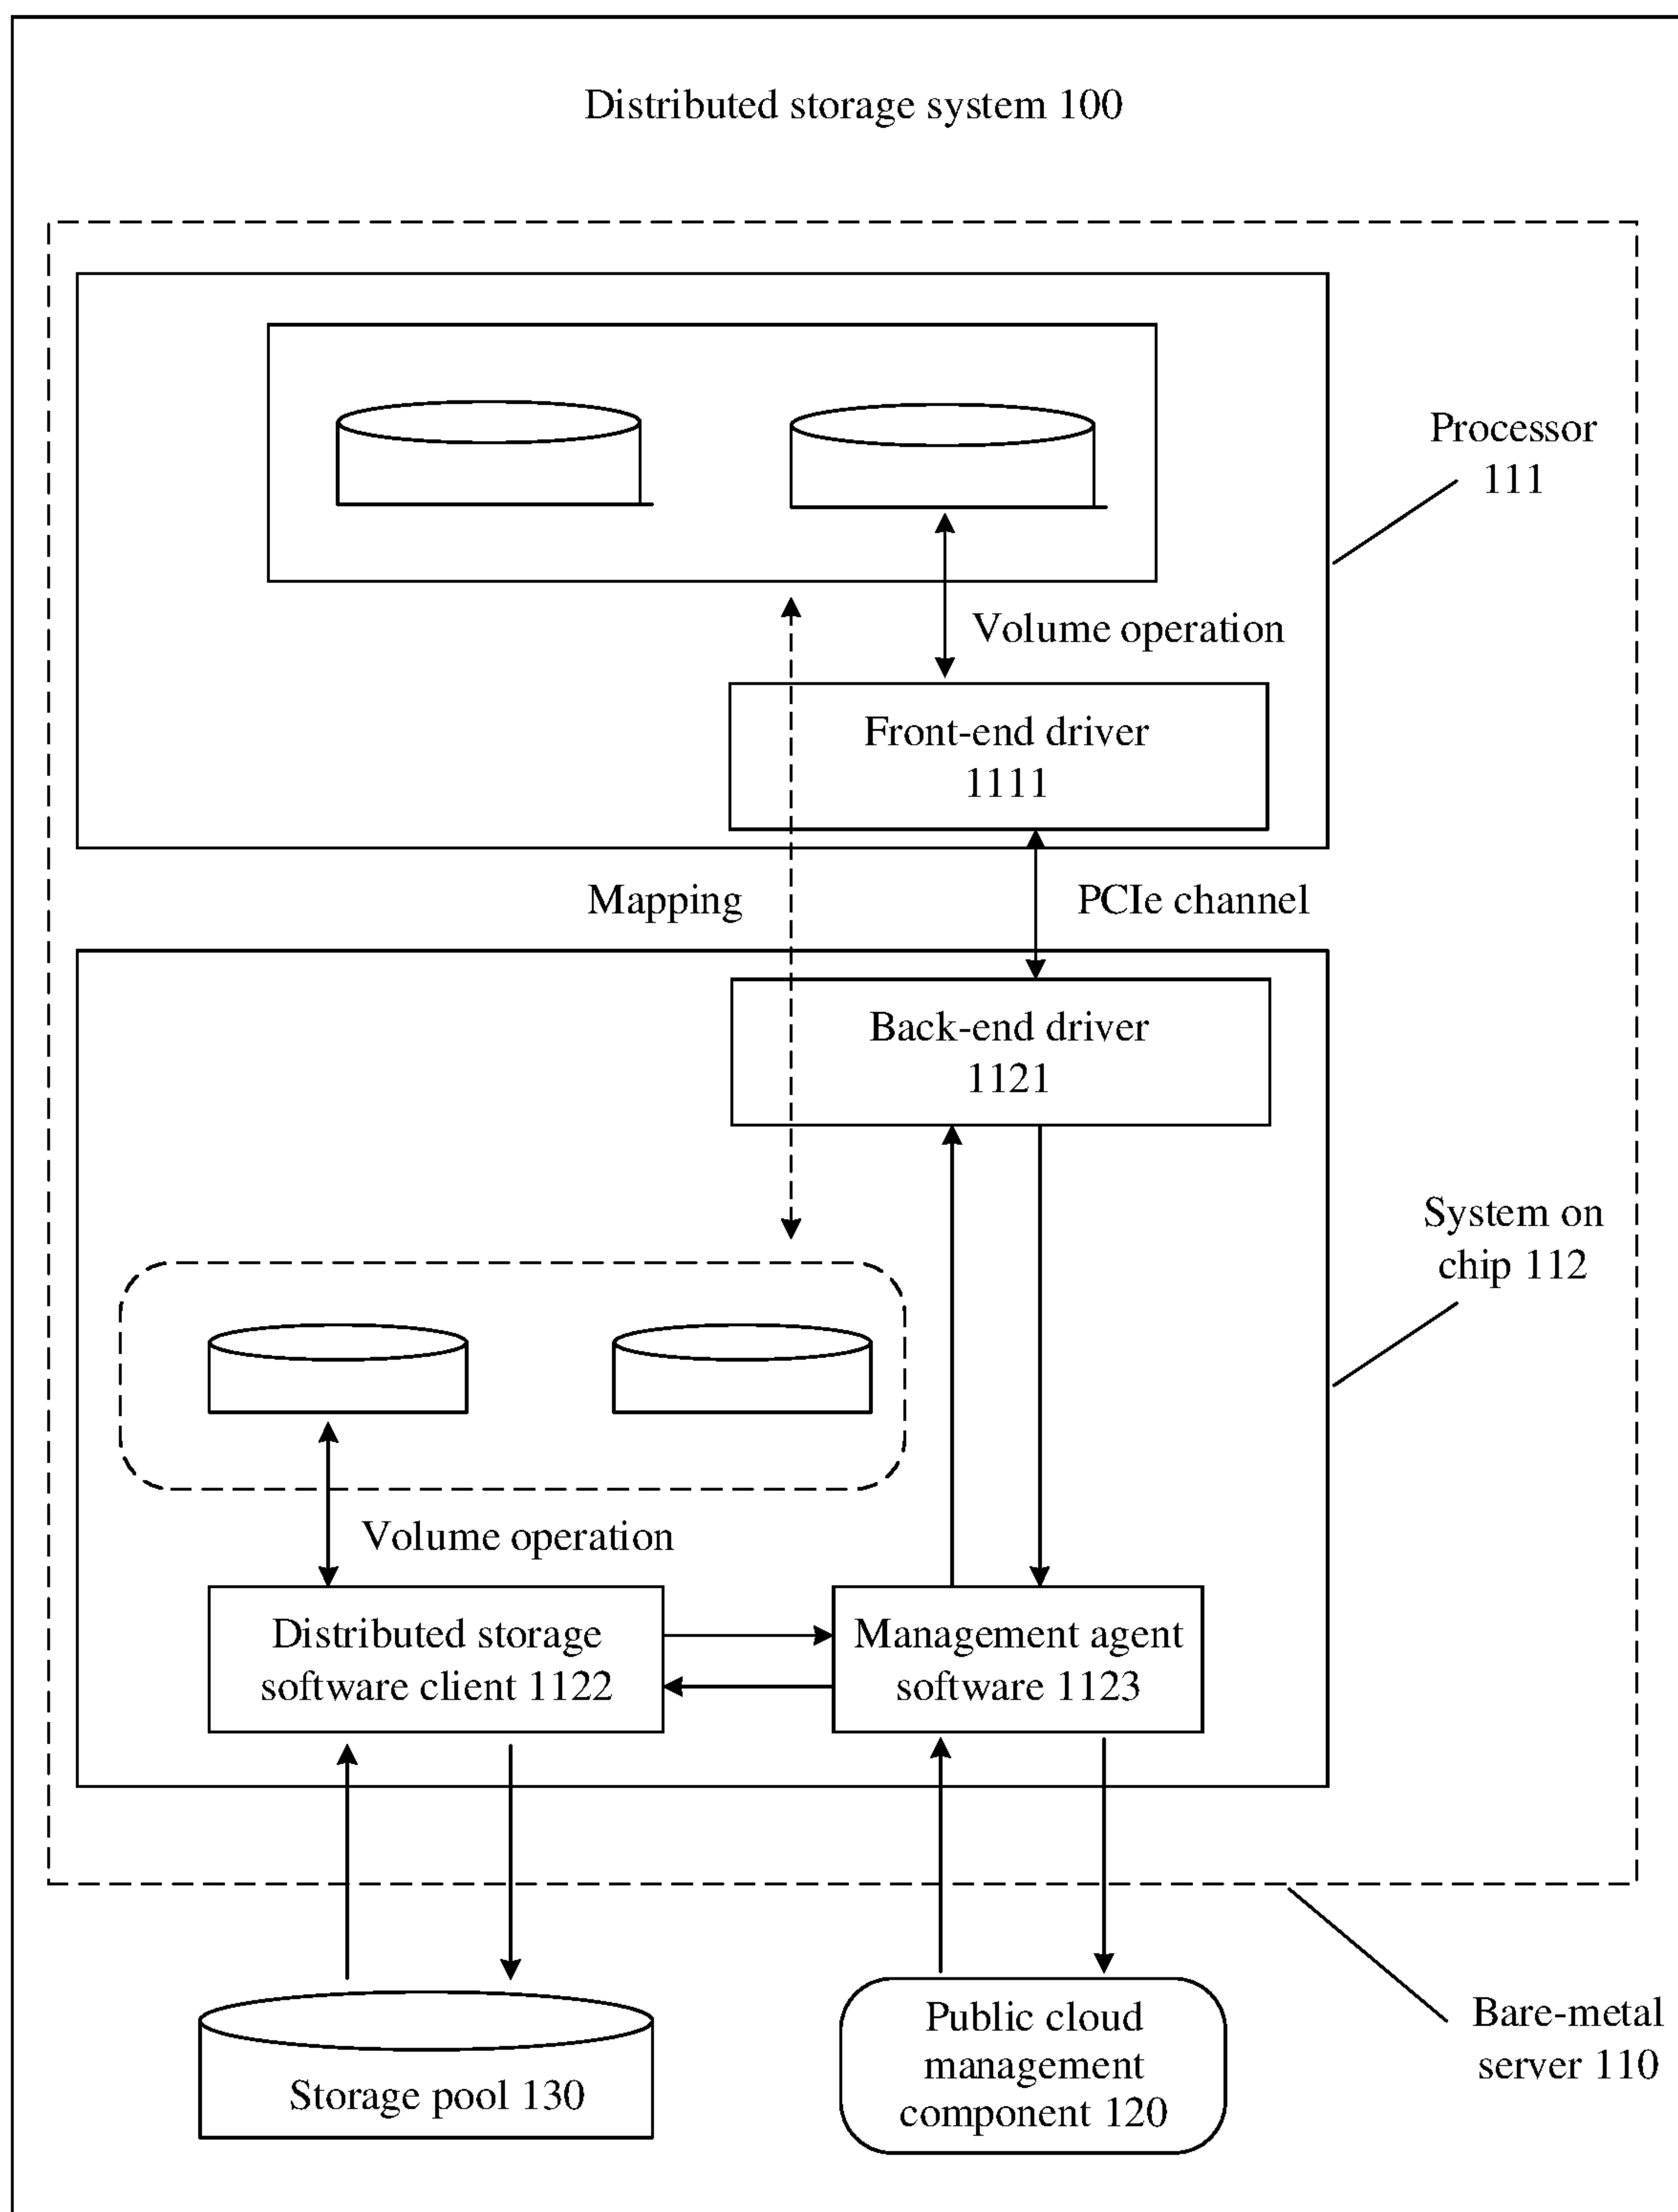 Distributed storage system 100
Processor
111
Volume operation
Front-end driver
1111
Mapping
PCIe channel
Back-end driver
1121
System on
chip 112
Volume operation
Distributed storage
software client 1122
Management agent
software 1123
Storage pool 130
Public cloud
management
component 120
Bare-metal
server 110